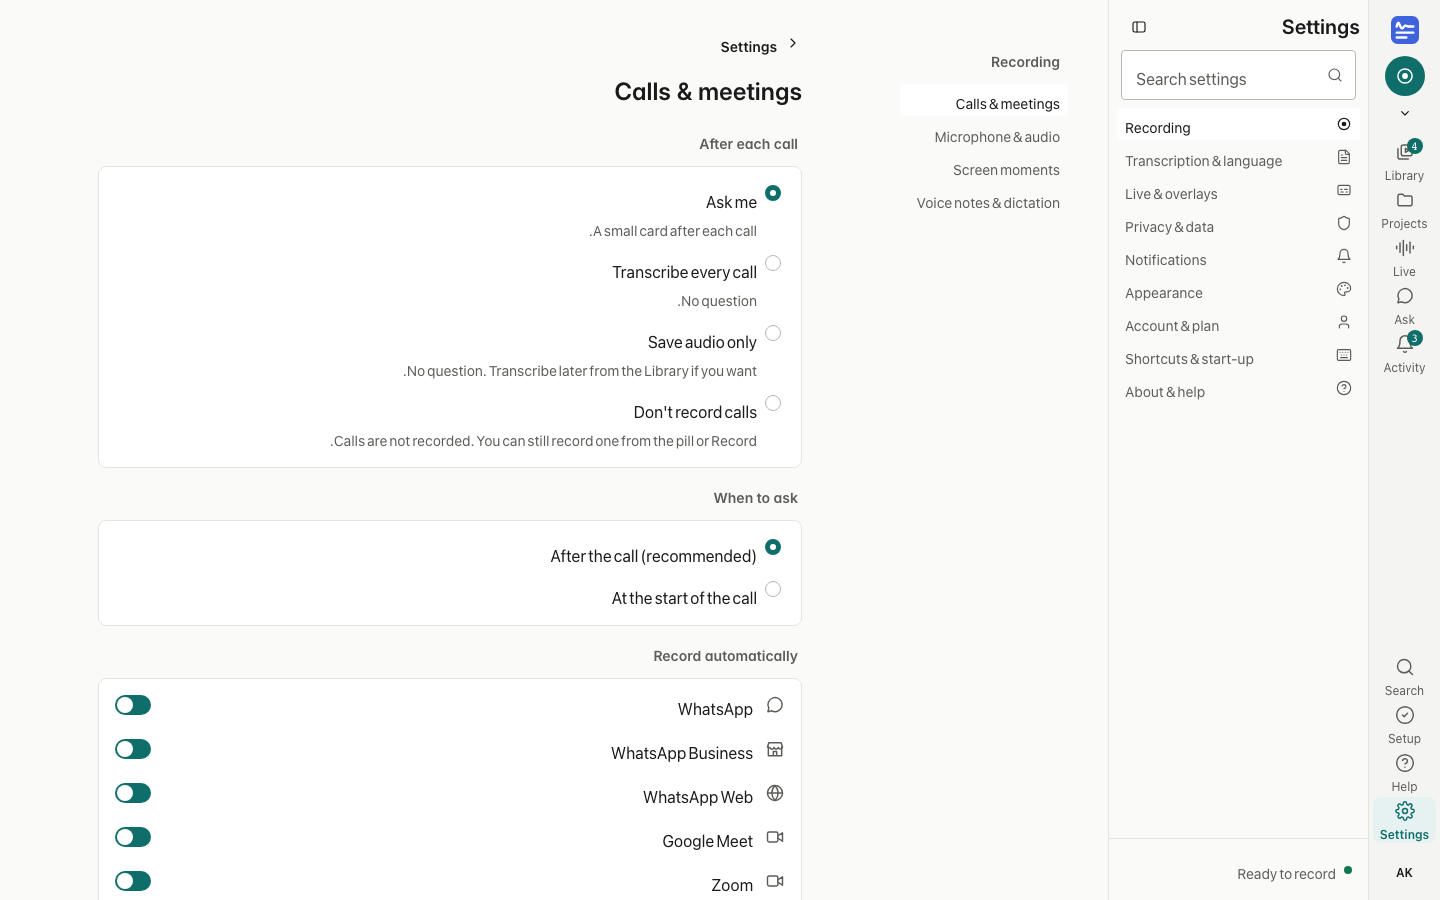 Settings
Search settings
Recording
Transcription & language
Live & overlays
Privacy & data
Notifications
Appearance
Account & plan
Shortcuts & start-up
About & help
Ready to record
4
Library
Projects
Live
Ask
3
Activity
Search
Setup
Help
Settings
AK
Recording
Calls & meetings
Microphone & audio
Screen moments
Voice notes & dictation
Settings
Calls & meetings
After each call
Ask me
.A small card after each call
Transcribe every call
.No question
Save audio only
.No question. Transcribe later from the Library if you want
Don't record calls
.Calls are not recorded. You can still record one from the pill or Record
When to ask
After the call (recommended)
At the start of the call
Record automatically
WhatsApp
WhatsApp Business
WhatsApp Web
Google Meet
Zoom